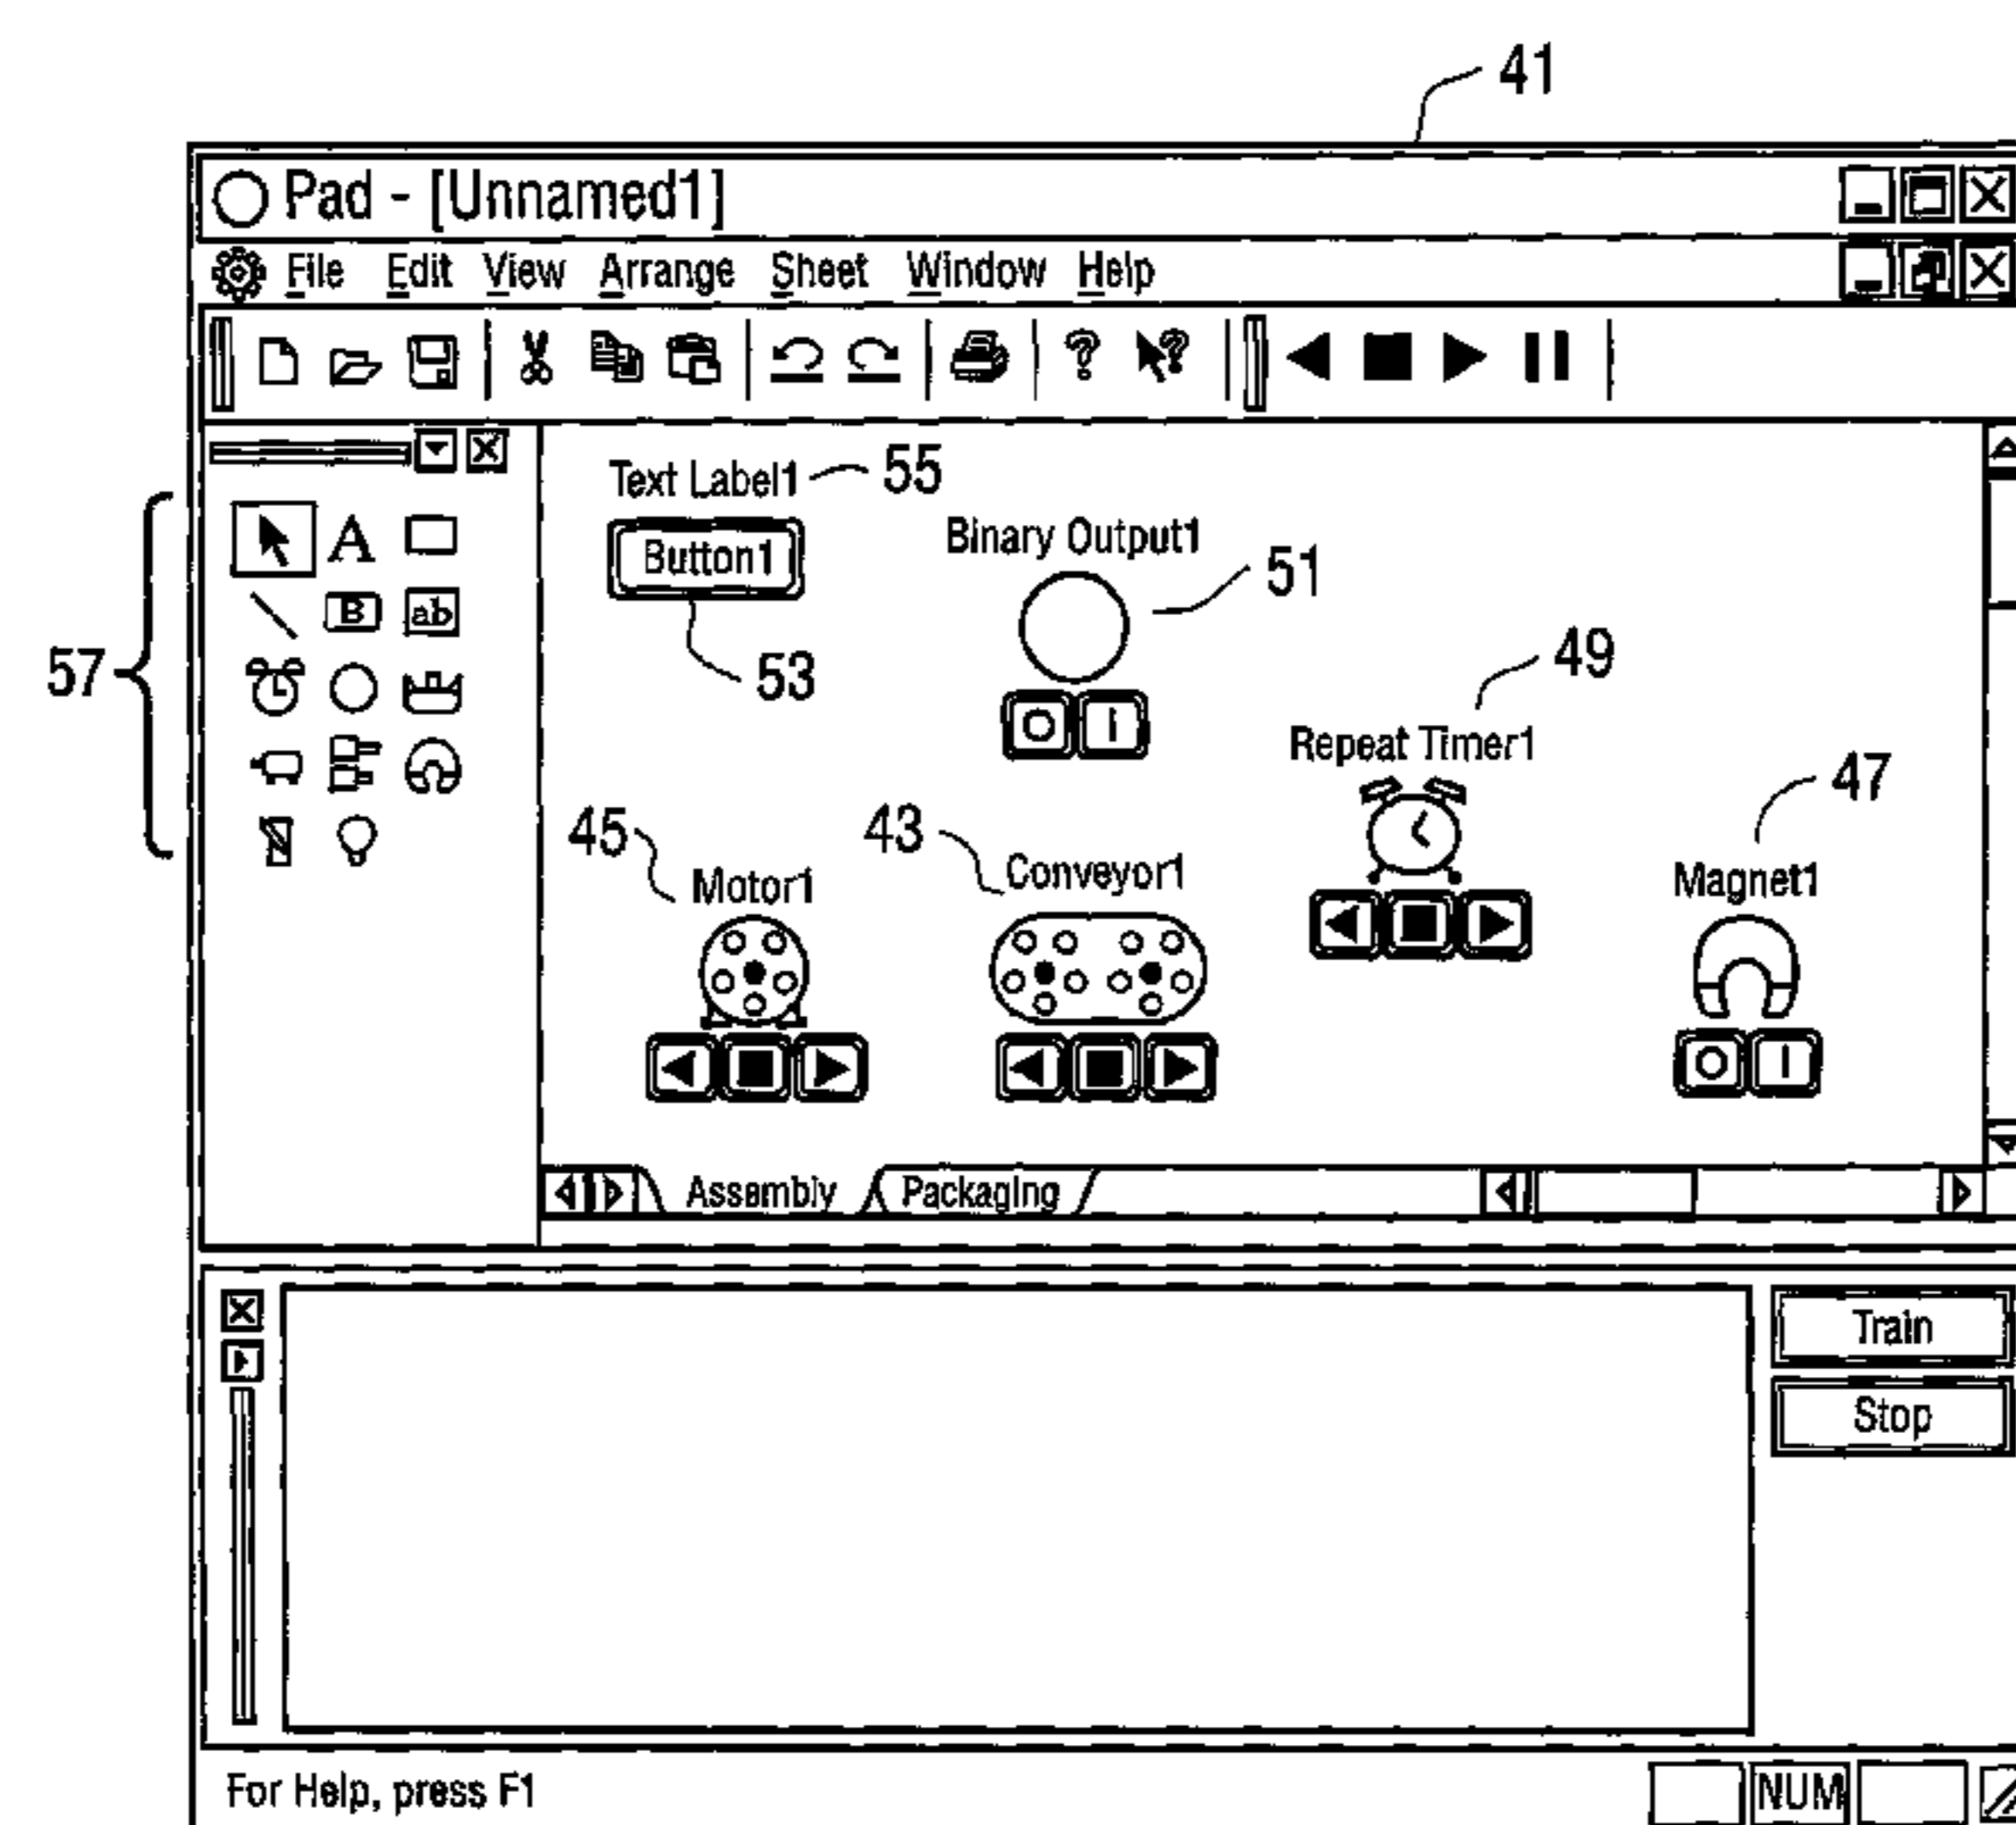 41
Pad - [Unnamed1]
File Edit View Arrange Sheet Window Help
? ?
Text Label1 55
Button1
53
Binary Output1
51
O I
57
A
B ab
49
Repeat Timer1
47
Magnet1
O I
45
Motor1
43
Conveyor1
Assembly Packaging
Train
Stop
For Help, press F1
NUM